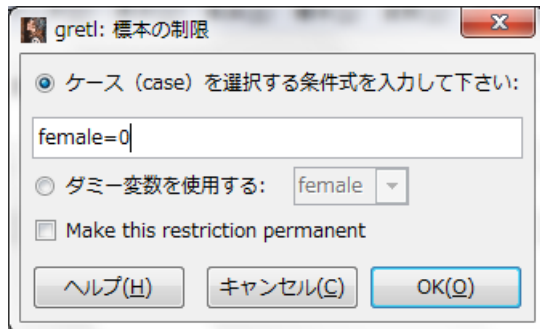 gretl: 標本の制限
ケース（case）を選択する条件式を入力して下さい:
female=0
ダミー変数を使用する: female
Make this restriction permanent
ヘルプ(H) キャンセル(C) OK(O)